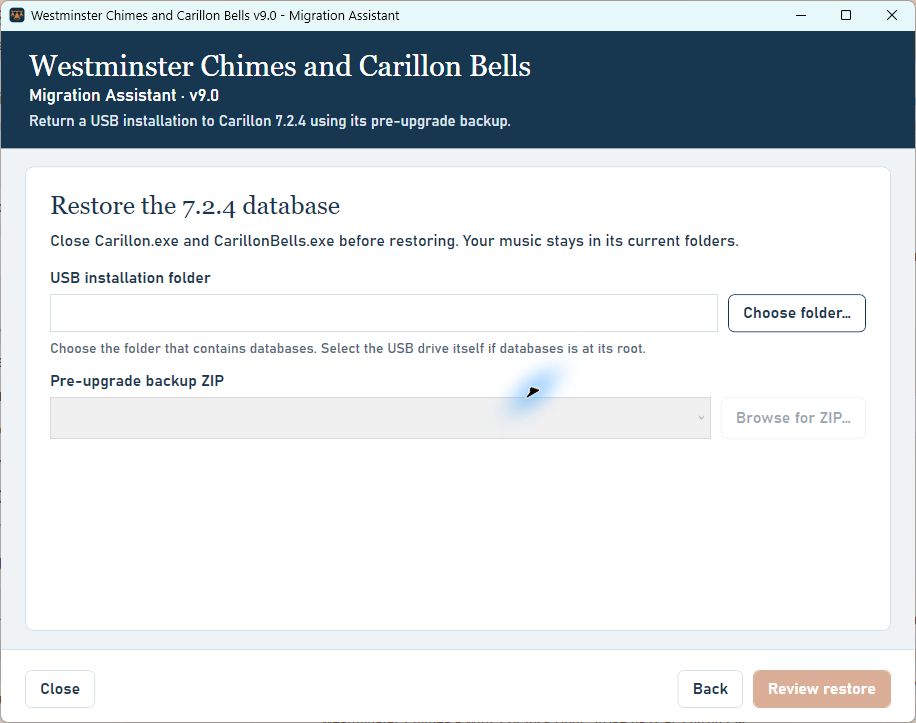 Westminster Chimes and Carillon Bells v9.0 - Migration Assistant
Westminster Chimes and Carillon Bells
Migration Assistant · v9.0
Return a USB installation to Carillon 7.2.4 using its pre-upgrade backup.
Restore the 7.2.4 database
Close Carillon.exe and CarillonBells.exe before restoring. Your music stays in its current folders.
USB installation folder
Choose folder...
Choose the folder that contains databases. Select the USB drive itself if databases is at its root.
Pre-upgrade backup ZIP
Browse for ZIP...
Close
Back
Review restore